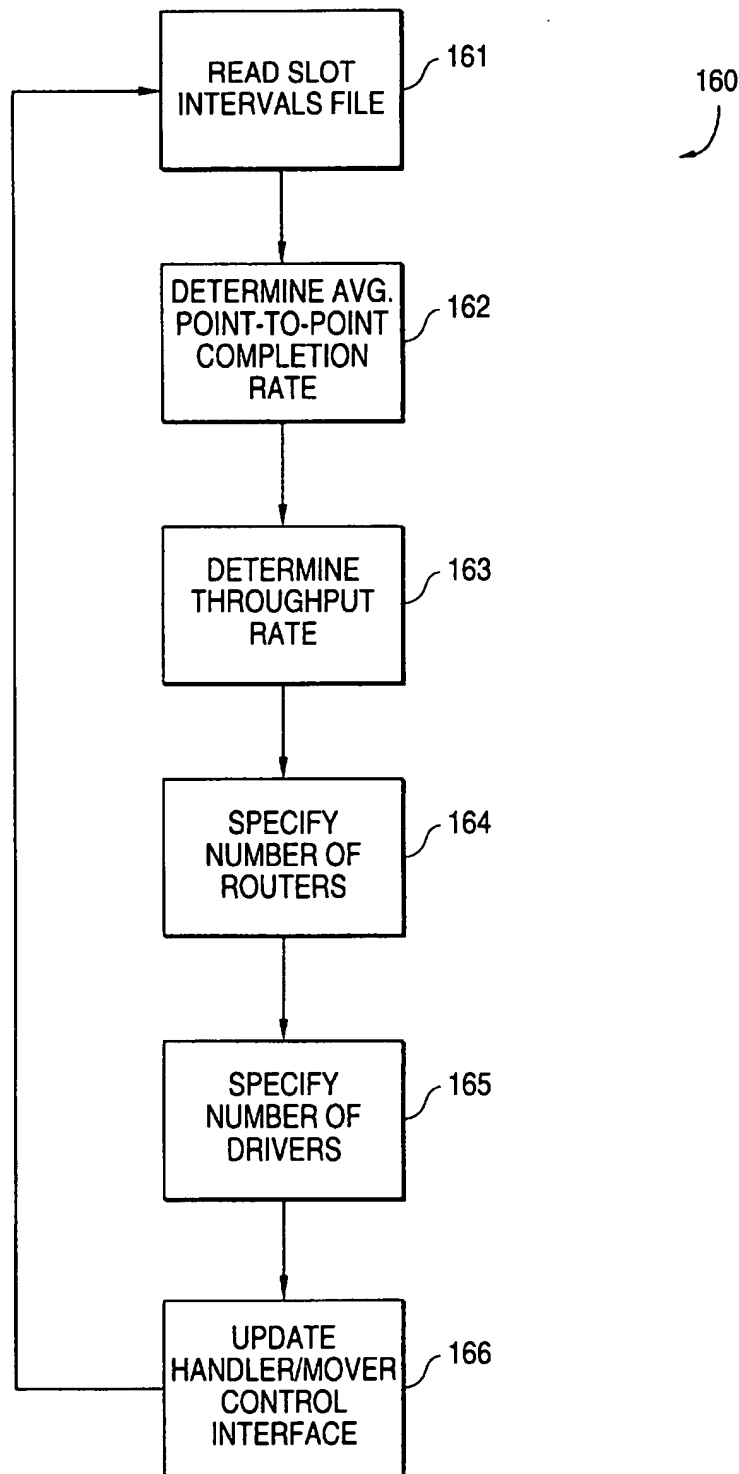 READ SLOT
INTERVALS FILE
161
160
DETERMINE AVG.
POINT-TO-POINT
COMPLETION
RATE
162
DETERMINE
THROUGHPUT
RATE
163
SPECIFY
NUMBER OF
ROUTERS
164
SPECIFY
NUMBER OF
DRIVERS
165
UPDATE
HANDLER/MOVER
CONTROL
INTERFACE
166